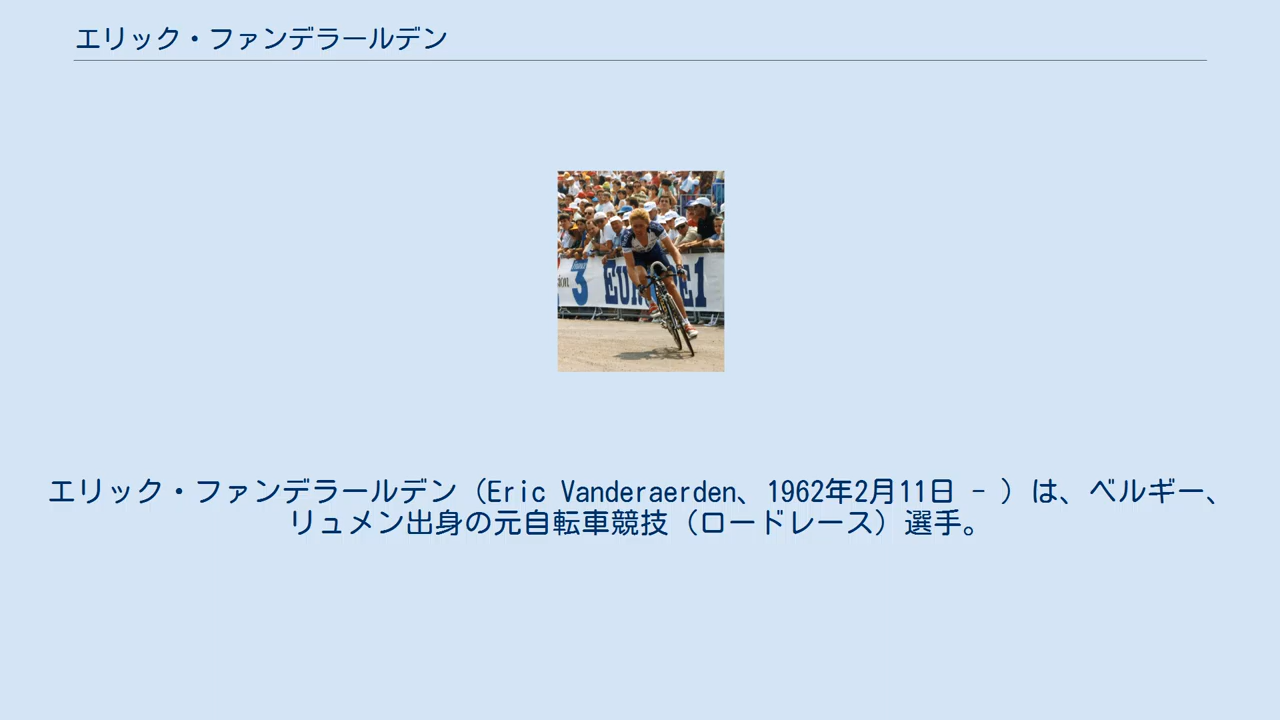 エリック・ファンデラールデン
3
EUROPE1
エリック・ファンデラールデン（Eric Vanderaerden、1962年2月11日 - ）は、ベルギー、
リュメン出身の元自転車競技（ロードレース）選手。